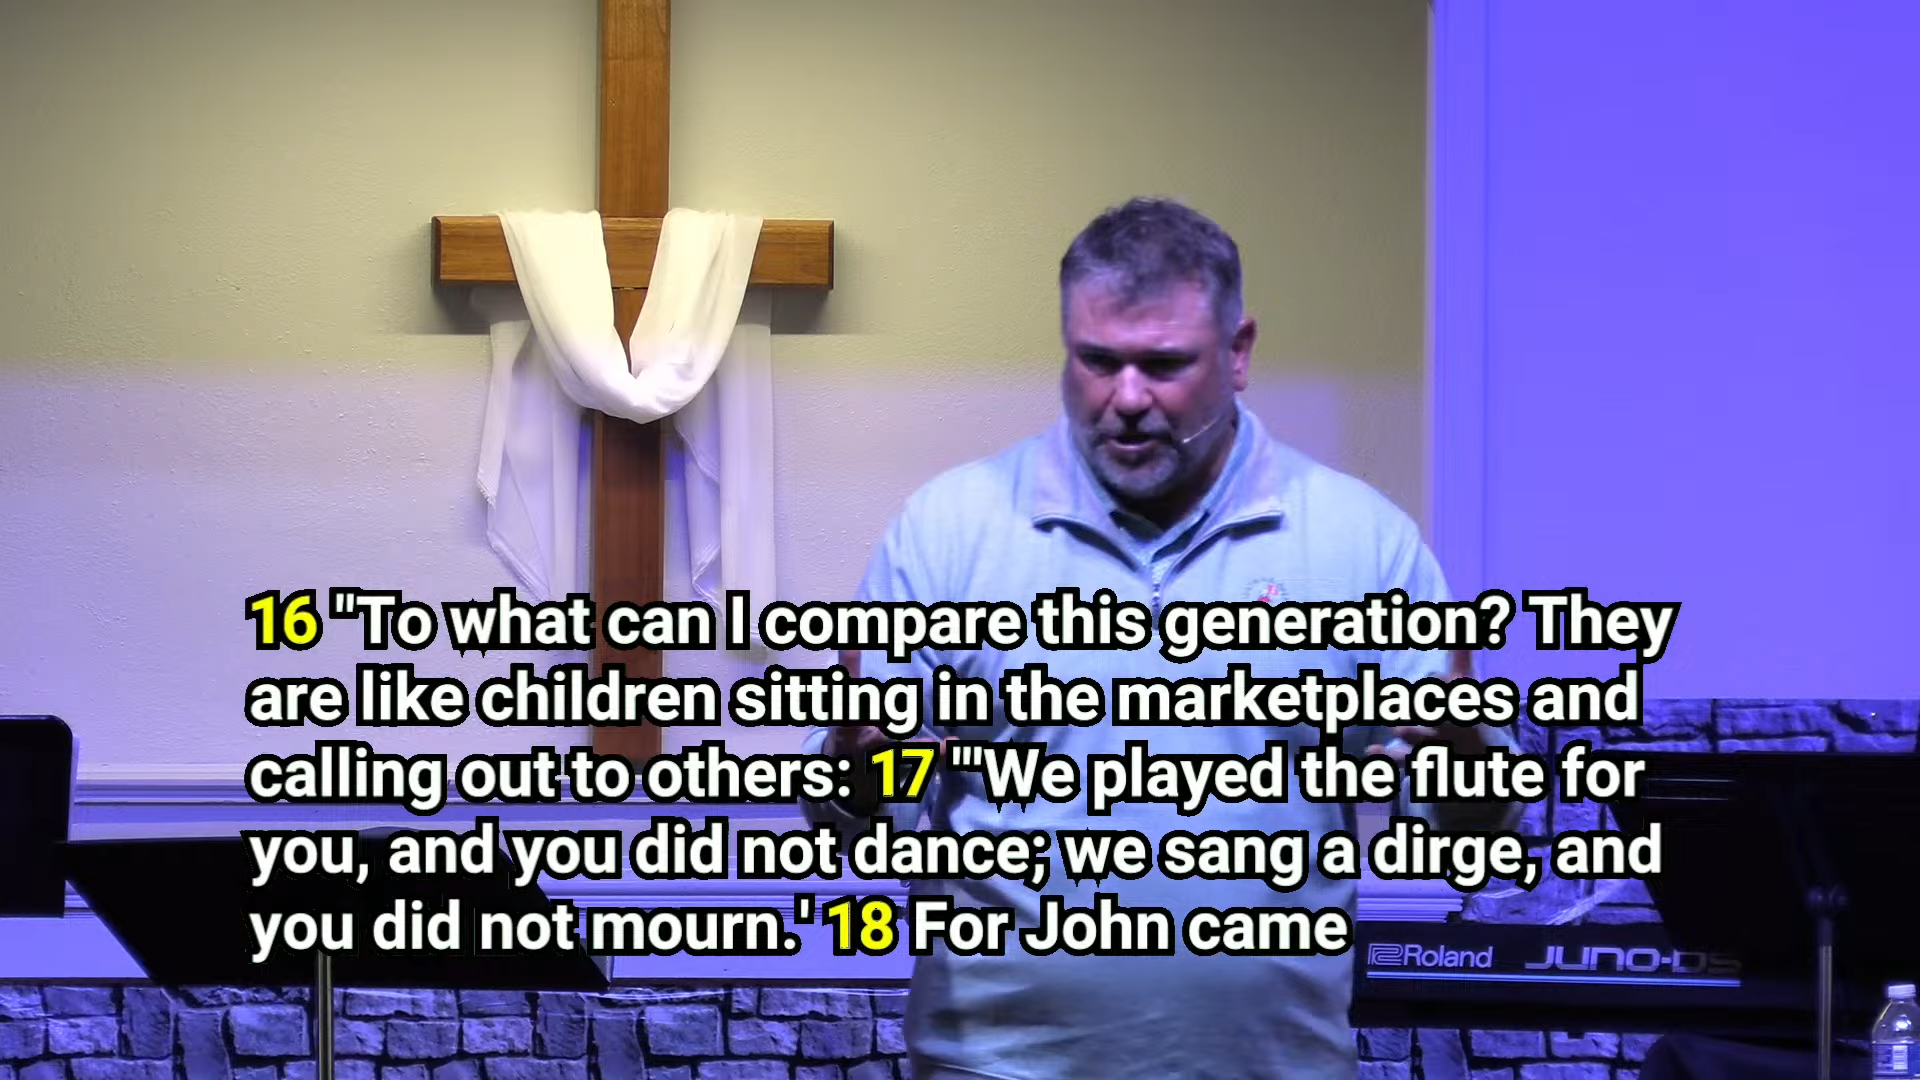 16 "To what can I compare this generation? They
are like children sitting in the marketplaces and
calling out to others: 17 "'We played the flute for
you, and you did not dance; we sang a dirge, and
you did not mourn.' 18 For John came
Roland JUNO-DS